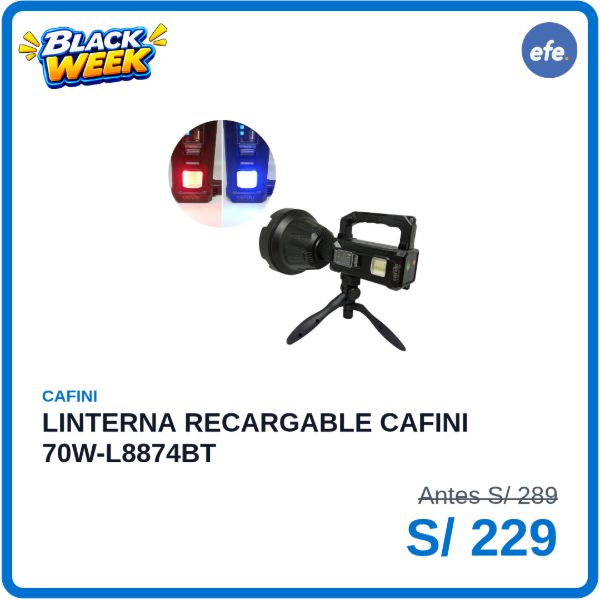 BLACK
WEEK
efe.
CAFINI
LINTERNA RECARGABLE CAFINI
70W-L8874BT
Antes S/ 289
S/ 229